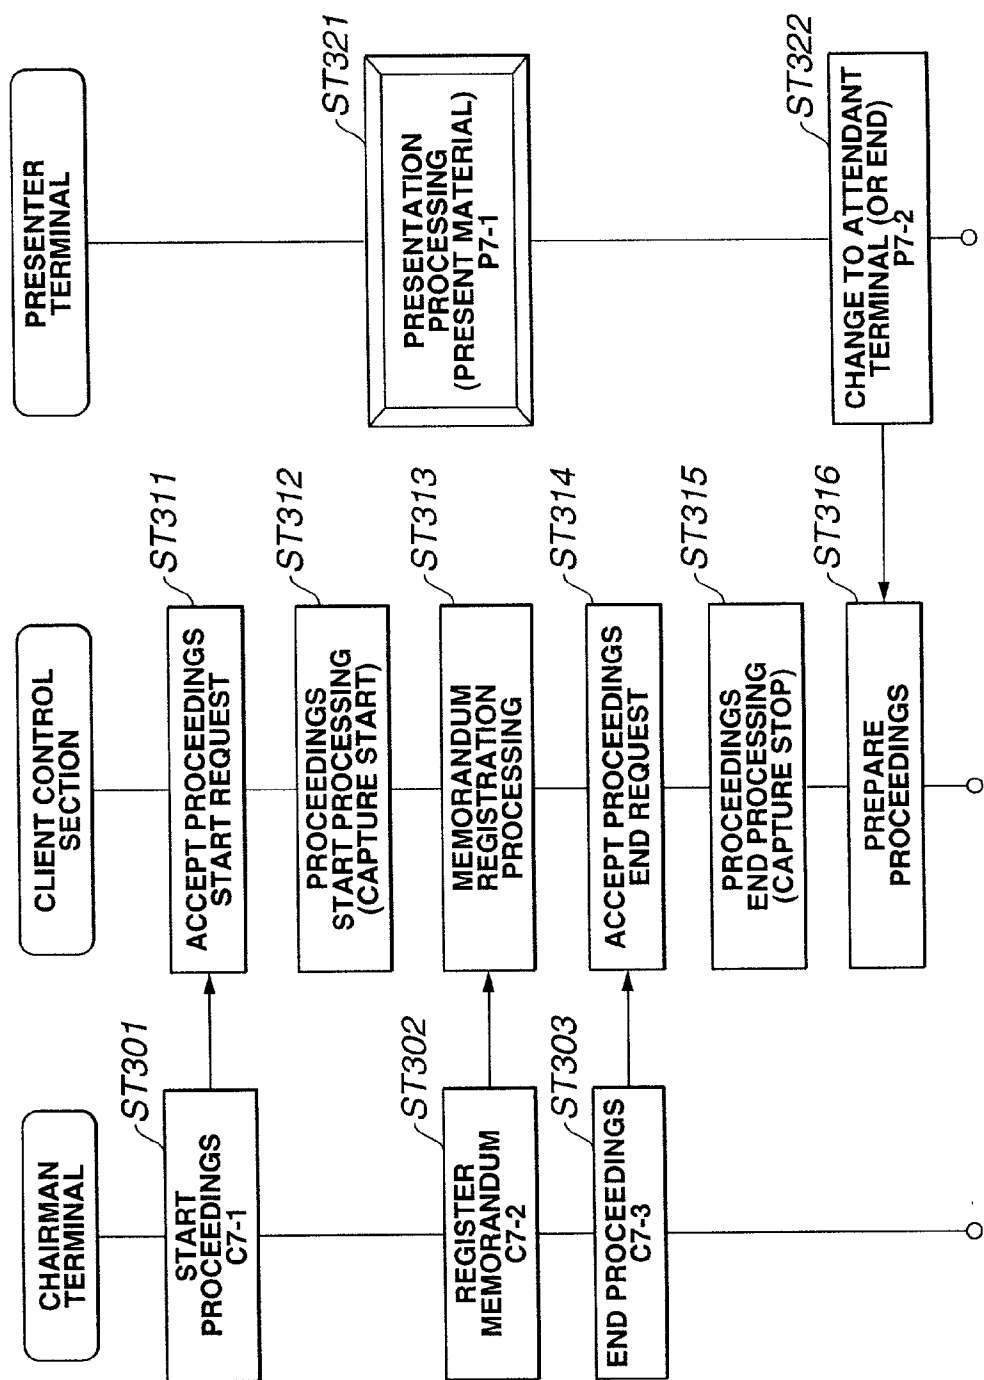 CHAIRMAN
TERMINAL
ST301
START
PROCEEDINGS
C7-1
ST302
REGISTER
MEMORANDUM
C7-2
ST303
END PROCEEDINGS
C7-3
CLIENT CONTROL
SECTION
ST311
ACCEPT PROCEEDINGS
START REQUEST
ST312
PROCEEDINGS
START PROCESSING
(CAPTURE START)
ST313
MEMORANDUM
REGISTRATION
PROCESSING
ST314
ACCEPT PROCEEDINGS
END REQUEST
ST315
PROCEEDINGS
END PROCESSING
(CAPTURE STOP)
ST316
PREPARE
PROCEEDINGS
PRESENTER
TERMINAL
ST321
PRESENTATION
PROCESSING
(PRESENT MATERIAL)
P7-1
ST322
CHANGE TO ATTENDANT
TERMINAL (OR END)
P7-2